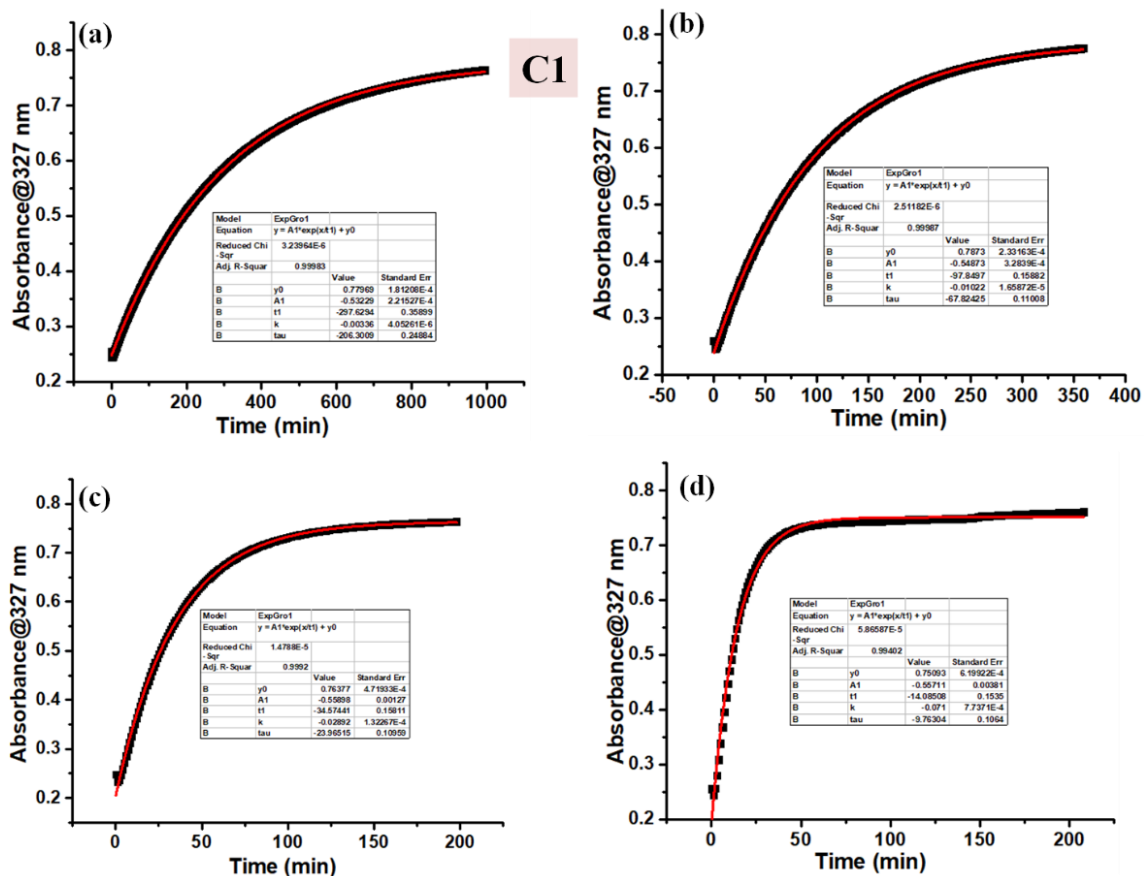 (a)
C1
Absorbance@327 nm
0.8
0.7
0.6
0.5
0.4
0.3
0.2
Model ExpGro1
Equation y = A1*exp(x/t1) + y0
Reduced Chi 3.23964E-6
-Sqr
Adj. R-Squar 0.99983
Value Standard Err
B y0 0.77969 1.81208E-4
B A1 -0.53229 2.21527E-4
B t1 -297.6294 0.35899
B k -0.00336 4.05261E-6
B tau -206.3009 0.24884
0 200 400 600 800 1000
Time (min)
(b)
Absorbance@327 nm
0.8
0.7
0.6
0.5
0.4
0.3
0.2
Model ExpGro1
Equation y = A1*exp(x/t1) + y0
Reduced Chi 2.51182E-6
-Sqr
Adj. R-Squar 0.99987
Value Standard Err
B y0 0.7873 2.33163E-4
B A1 -0.54873 3.2839E-4
B t1 -97.8497 0.15882
B k -0.01022 1.65872E-5
B tau -67.82425 0.11008
-50 0 50 100 150 200 250 300 350 400
Time (min)
(c)
Absorbance@327 nm
0.8
0.7
0.6
0.5
0.4
0.3
0.2
Model ExpGro1
Equation y = A1*exp(x/t1) + y0
Reduced Chi 1.4788E-5
-Sqr
Adj. R-Squar 0.9992
Value Standard Err
B y0 0.76377 4.71933E-4
B A1 -0.55898 0.00127
B t1 -34.57441 0.15811
B k -0.02892 1.32267E-4
B tau -23.96515 0.10959
0 50 100 150 200
Time (min)
(d)
Absorbance@327 nm
0.8
0.7
0.6
0.5
0.4
0.3
0.2
Model ExpGro1
Equation y = A1*exp(x/t1) + y0
Reduced Chi 5.86587E-5
-Sqr
Adj. R-Squar 0.99402
Value Standard Err
B y0 0.75093 6.19922E-4
B A1 -0.55711 0.00381
B t1 -14.08508 0.1535
B k -0.071 7.7371E-4
B tau -9.76304 0.1064
0 50 100 150 200
Time (min)